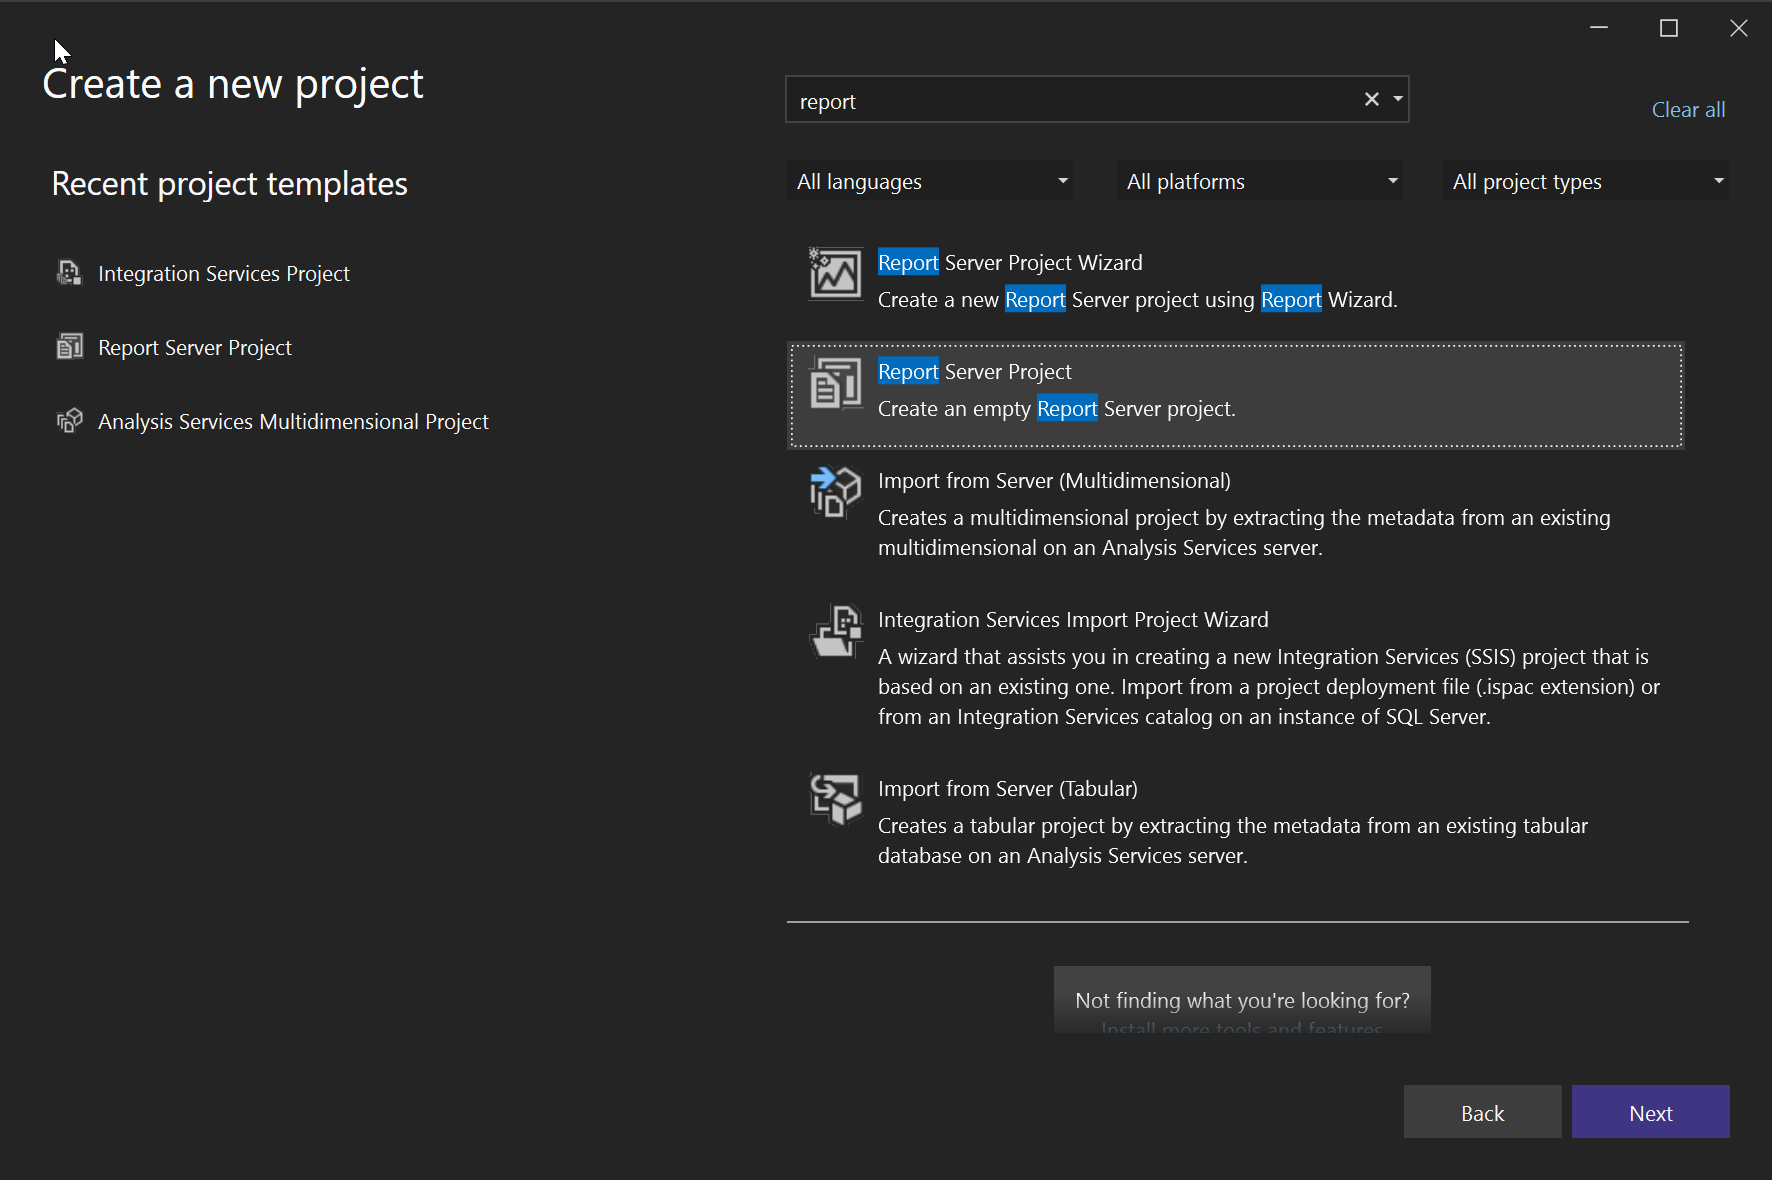 Create a new project
report
Clear all
Recent project templates
All languages
All platforms
All project types
Integration Services Project
Report Server Project
Analysis Services Multidimensional Project
Report Server Project Wizard
Create a new Report Server project using Report Wizard.
Report Server Project
Create an empty Report Server project.
Import from Server (Multidimensional)
Creates a multidimensional project by extracting the metadata from an existing
multidimensional on an Analysis Services server.
Integration Services Import Project Wizard
A wizard that assists you in creating a new Integration Services (SSIS) project that is
based on an existing one. Import from a project deployment file (.ispac extension) or
from an Integration Services catalog on an instance of SQL Server.
Import from Server (Tabular)
Creates a tabular project by extracting the metadata from an existing tabular
database on an Analysis Services server.
Not finding what you're looking for?
Install more tools and features
Back
Next